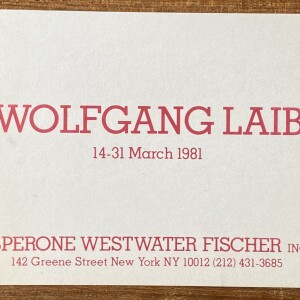 WOLFGANG LAIB
14-31 March 1981
SPERONE WESTWATER FISCHER INC
142 Greene Street New York NY 10012 (212) 431-3685